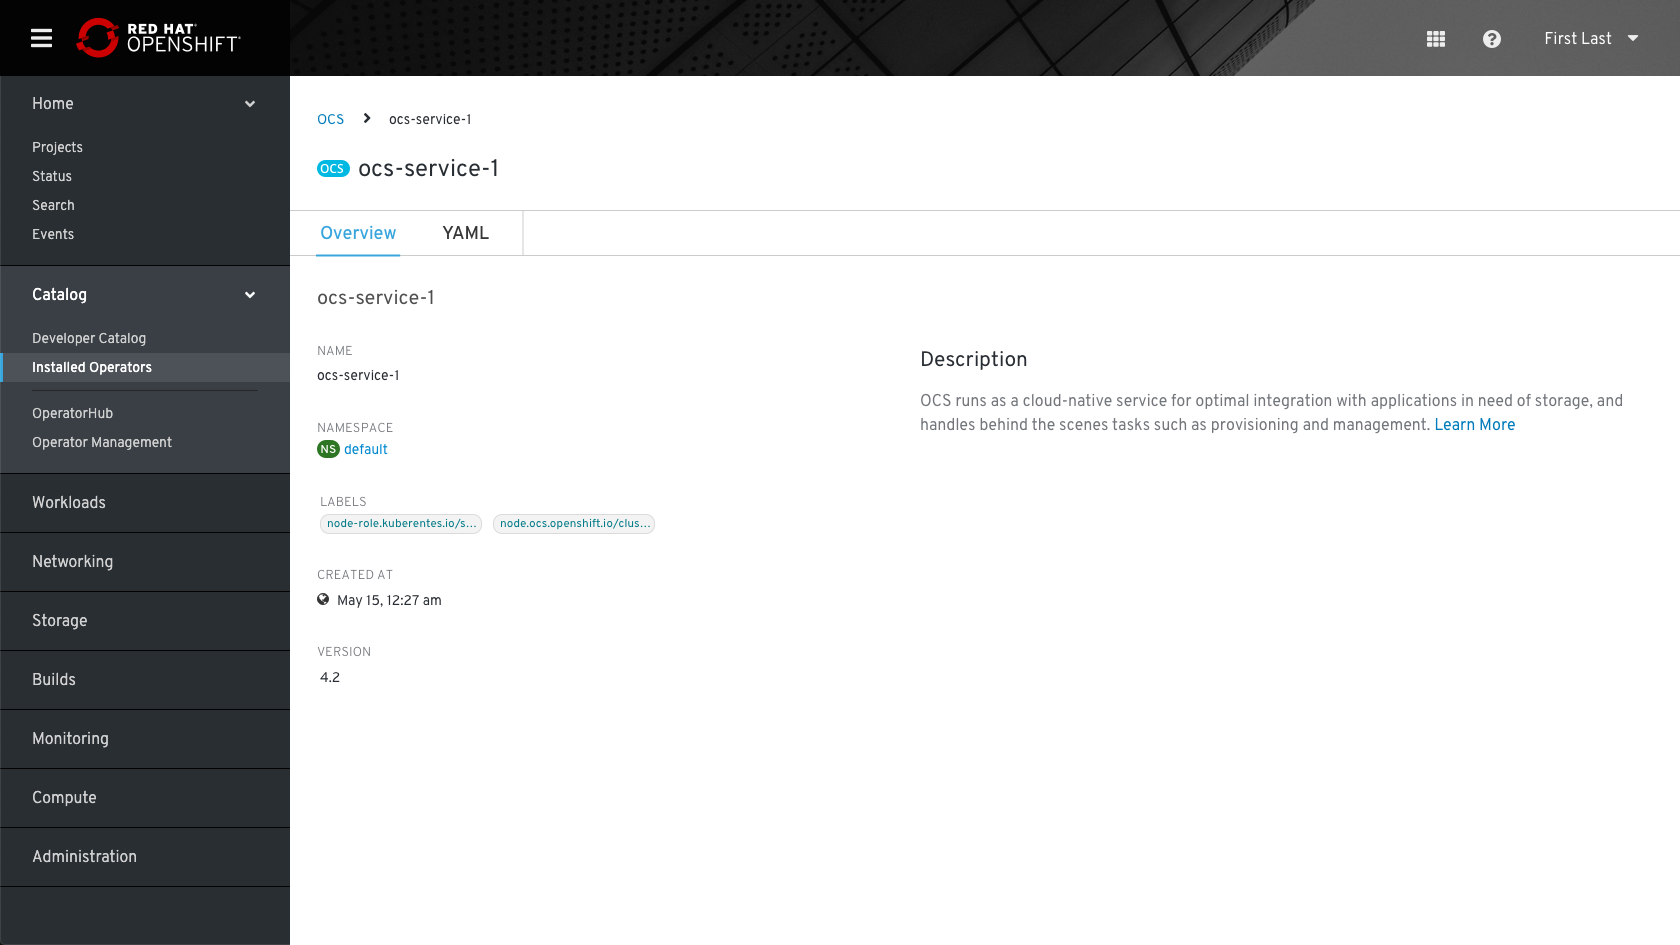 RED HAT
OPENSHIFT
First Last
Home
Projects
Status
Search
Events
Catalog
Developer Catalog
Installed Operators
OperatorHub
Operator Management
Workloads
Networking
Storage
Builds
Monitoring
Compute
Administration
OCS ocs-service-1
OCS ocs-service-1
Overview YAML
ocs-service-1
NAME
ocs-service-1
NAMESPACE
NS default
LABELS
node-role.kuberentes.io/s... node.ocs.openshift.io/clus...
CREATED AT
May 15, 12:27 am
VERSION
4.2
Description
OCS runs as a cloud-native service for optimal integration with applications in need of storage, and
handles behind the scenes tasks such as provisioning and management. Learn More